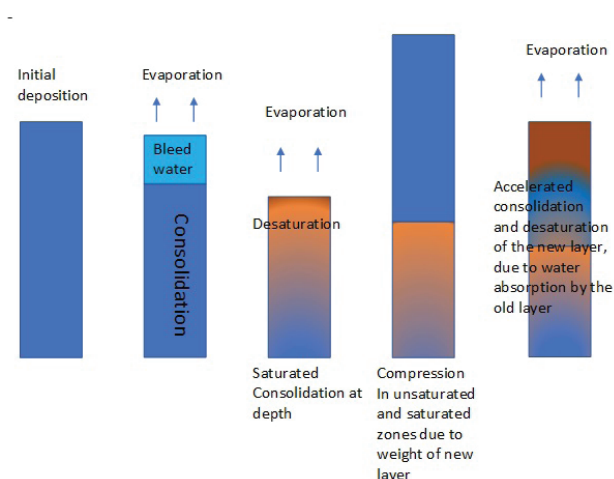 -
Initial
deposition
Evaporation
Bleed
water
Consolidation
Evaporation
Desaturation
Saturated
Consolidation at
depth
Compression
In unsaturated
and saturated
zones due to
weight of new
layer
Evaporation
Accelerated
consolidation
and desaturation
of the new layer,
due to water
absorption by the
old layer